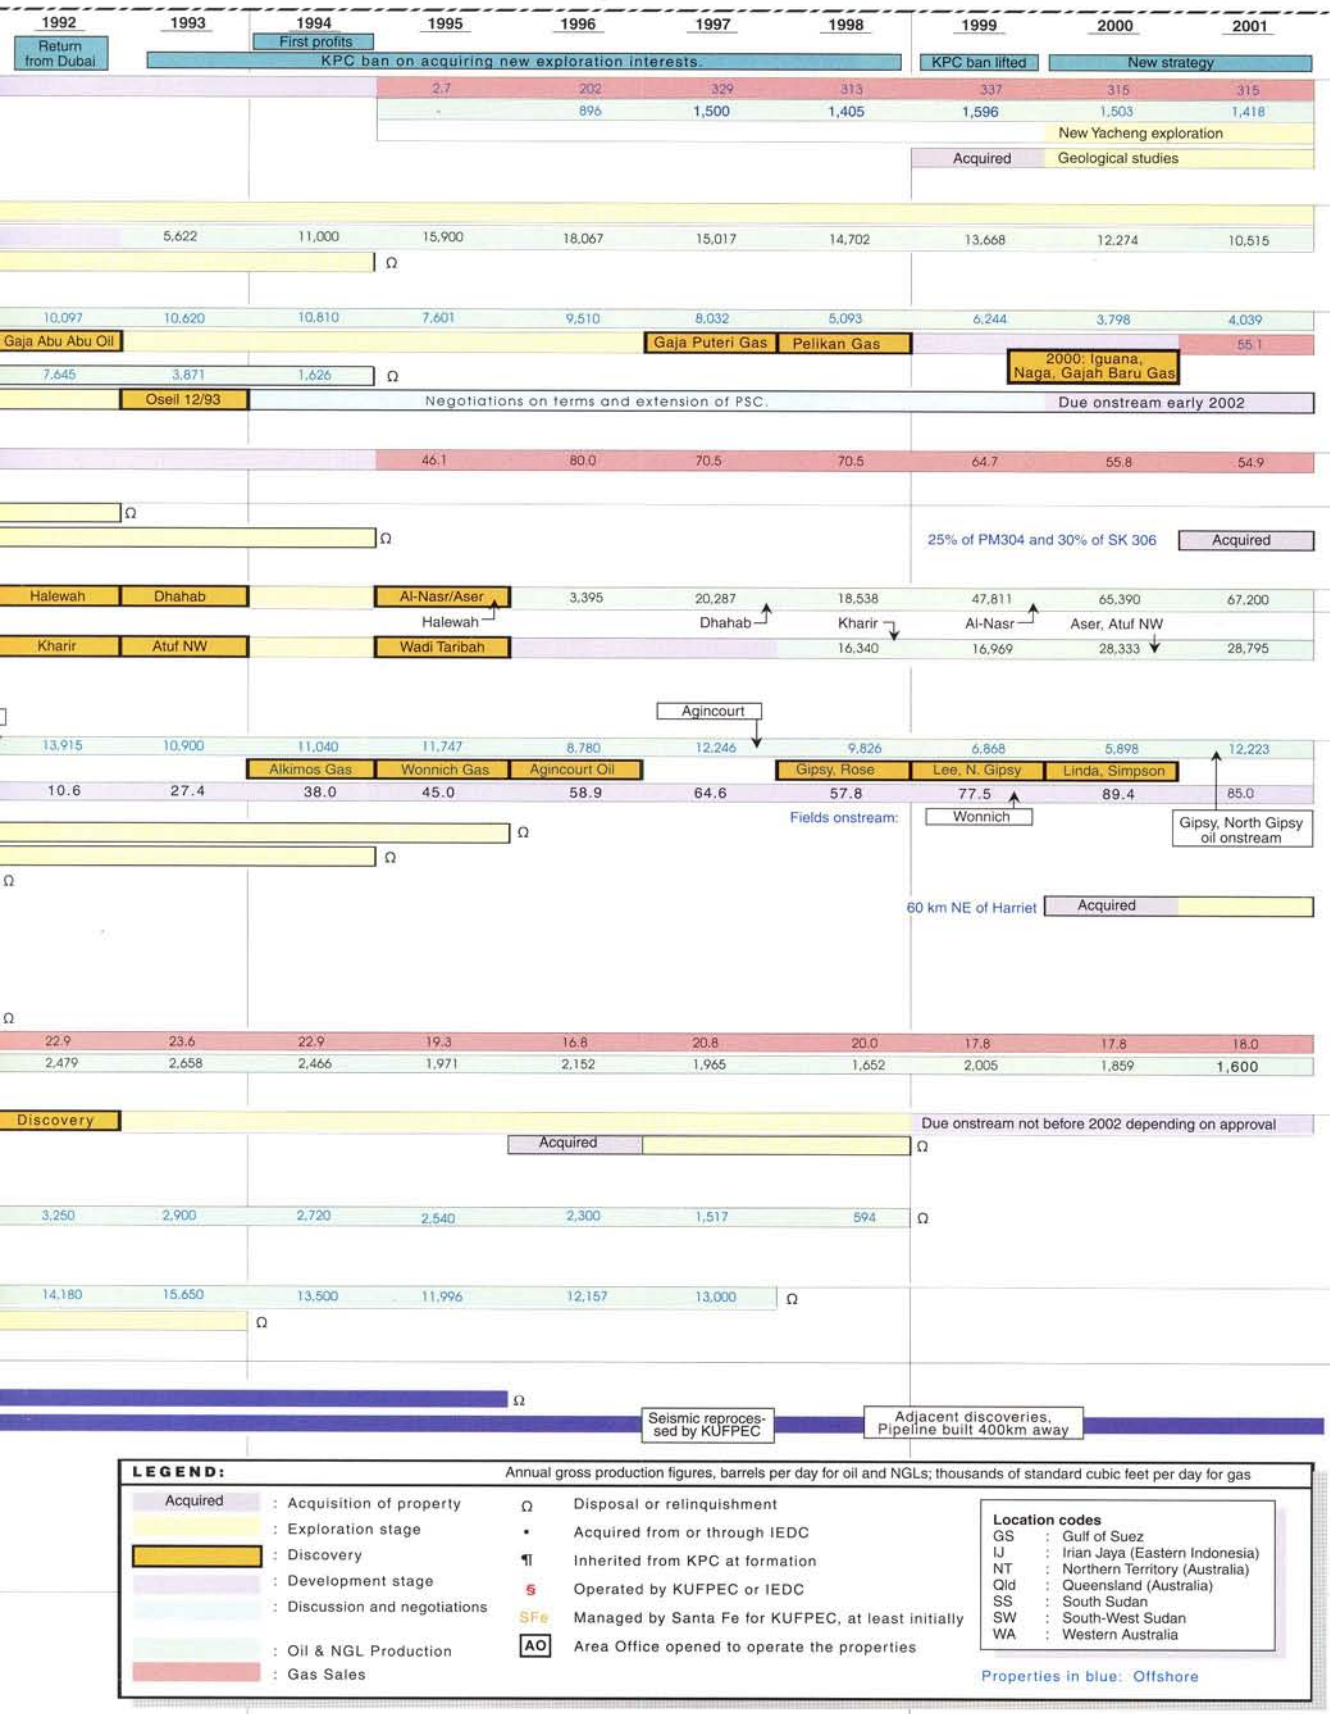 1992 1993 1994 1995 1996 1997 1998 1999 2000 2001
Return
from Dubai
First profits
KPC ban on acquiring new exploration interests.
KPC ban lifted
New strategy
2.7 202 329 313 337 315 315
- 896 1,500 1,405 1,596 1,503 1,418
New Yacheng exploration
Acquired Geological studies
5,622 11,000 15,900 18,067 15,017 14,702 13,668 12,274 10,515
Ω
10,097 10,620 10,810 7,601 9,510 8,032 5,093 6,244 3,798 4,039
Gaja Abu Abu Oil Gaja Puteri Gas Pelikan Gas 55.1
2000: Iguana,
Naga, Gajah Baru Gas
7,645 3,871 1,626 Ω
Oseil 12/93 Negotiations on terms and extension of PSC. Due onstream early 2002
46.1 80.0 70.5 70.5 64.7 55.8 54.9
Ω
Ω 25% of PM304 and 30% of SK 306 Acquired
Halewah Dhahab Al-Nasr/Aser 3,395 20,287 18,538 47,811 65,390 67,200
Halewah Dhahab Kharir Al-Nasr Aser, Atuf NW
Kharir Atuf NW Wadi Taribah 16,340 16,969 28,333 28,795
Agincourt
13,915 10,900 11,040 11,747 8,780 12,246 9,826 6,868 5,898 12,223
Alkimos Gas Wonnich Gas Agincourt Oil Gipsy, Rose Lee, N. Gipsy Linda, Simpson
10.6 27.4 38.0 45.0 58.9 64.6 57.8 77.5 89.4 85.0
Fields onstream: Wonnich
Gipsy, North Gipsy
oil onstream
Ω
Ω
Ω
60 km NE of Harriet Acquired
Ω
22.9 23.6 22.9 19.3 16.8 20.8 20.0 17.8 17.8 18.0
2,479 2,658 2,466 1,971 2,152 1,965 1,652 2,005 1,859 1,600
Discovery Due onstream not before 2002 depending on approval
Acquired Ω
3,250 2,900 2,720 2,540 2,300 1,517 594 Ω
14,180 15,650 13,500 11,996 12,157 13,000 Ω
Ω
Ω
Seismic reproces-
sed by KUFPEC
Adjacent discoveries,
Pipeline built 400km away
LEGEND: Annual gross production figures, barrels per day for oil and NGLs; thousands of standard cubic feet per day for gas
Acquired : Acquisition of property
: Exploration stage
: Discovery
: Development stage
: Discussion and negotiations
: Oil & NGL Production
: Gas Sales
Ω Disposal or relinquishment
• Acquired from or through IEDC
¶ Inherited from KPC at formation
§ Operated by KUFPEC or IEDC
SFe Managed by Santa Fe for KUFPEC, at least initially
AO Area Office opened to operate the properties
Location codes
GS : Gulf of Suez
IJ : Irian Jaya (Eastern Indonesia)
NT : Northern Territory (Australia)
Qld : Queensland (Australia)
SS : South Sudan
SW : South-West Sudan
WA : Western Australia
Properties in blue: Offshore